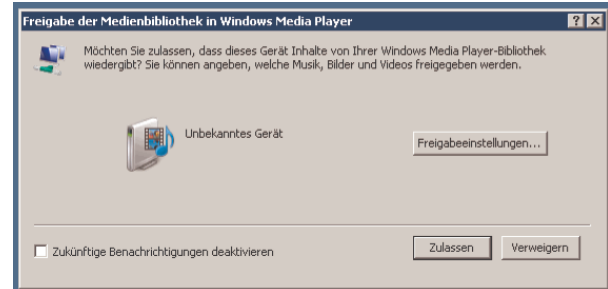 Freigabe der Medienbibliothek in Windows Media Player
Möchten Sie zulassen, dass dieses Gerät Inhalte von Ihrer Windows Media Player-Bibliothek
wiedergibt? Sie können angeben, welche Musik, Bilder und Videos freigegeben werden.
Unbekanntes Gerät
Freigabeeinstellungen...
Zukünftige Benachrichtigungen deaktivieren
Zulassen
Verweigern